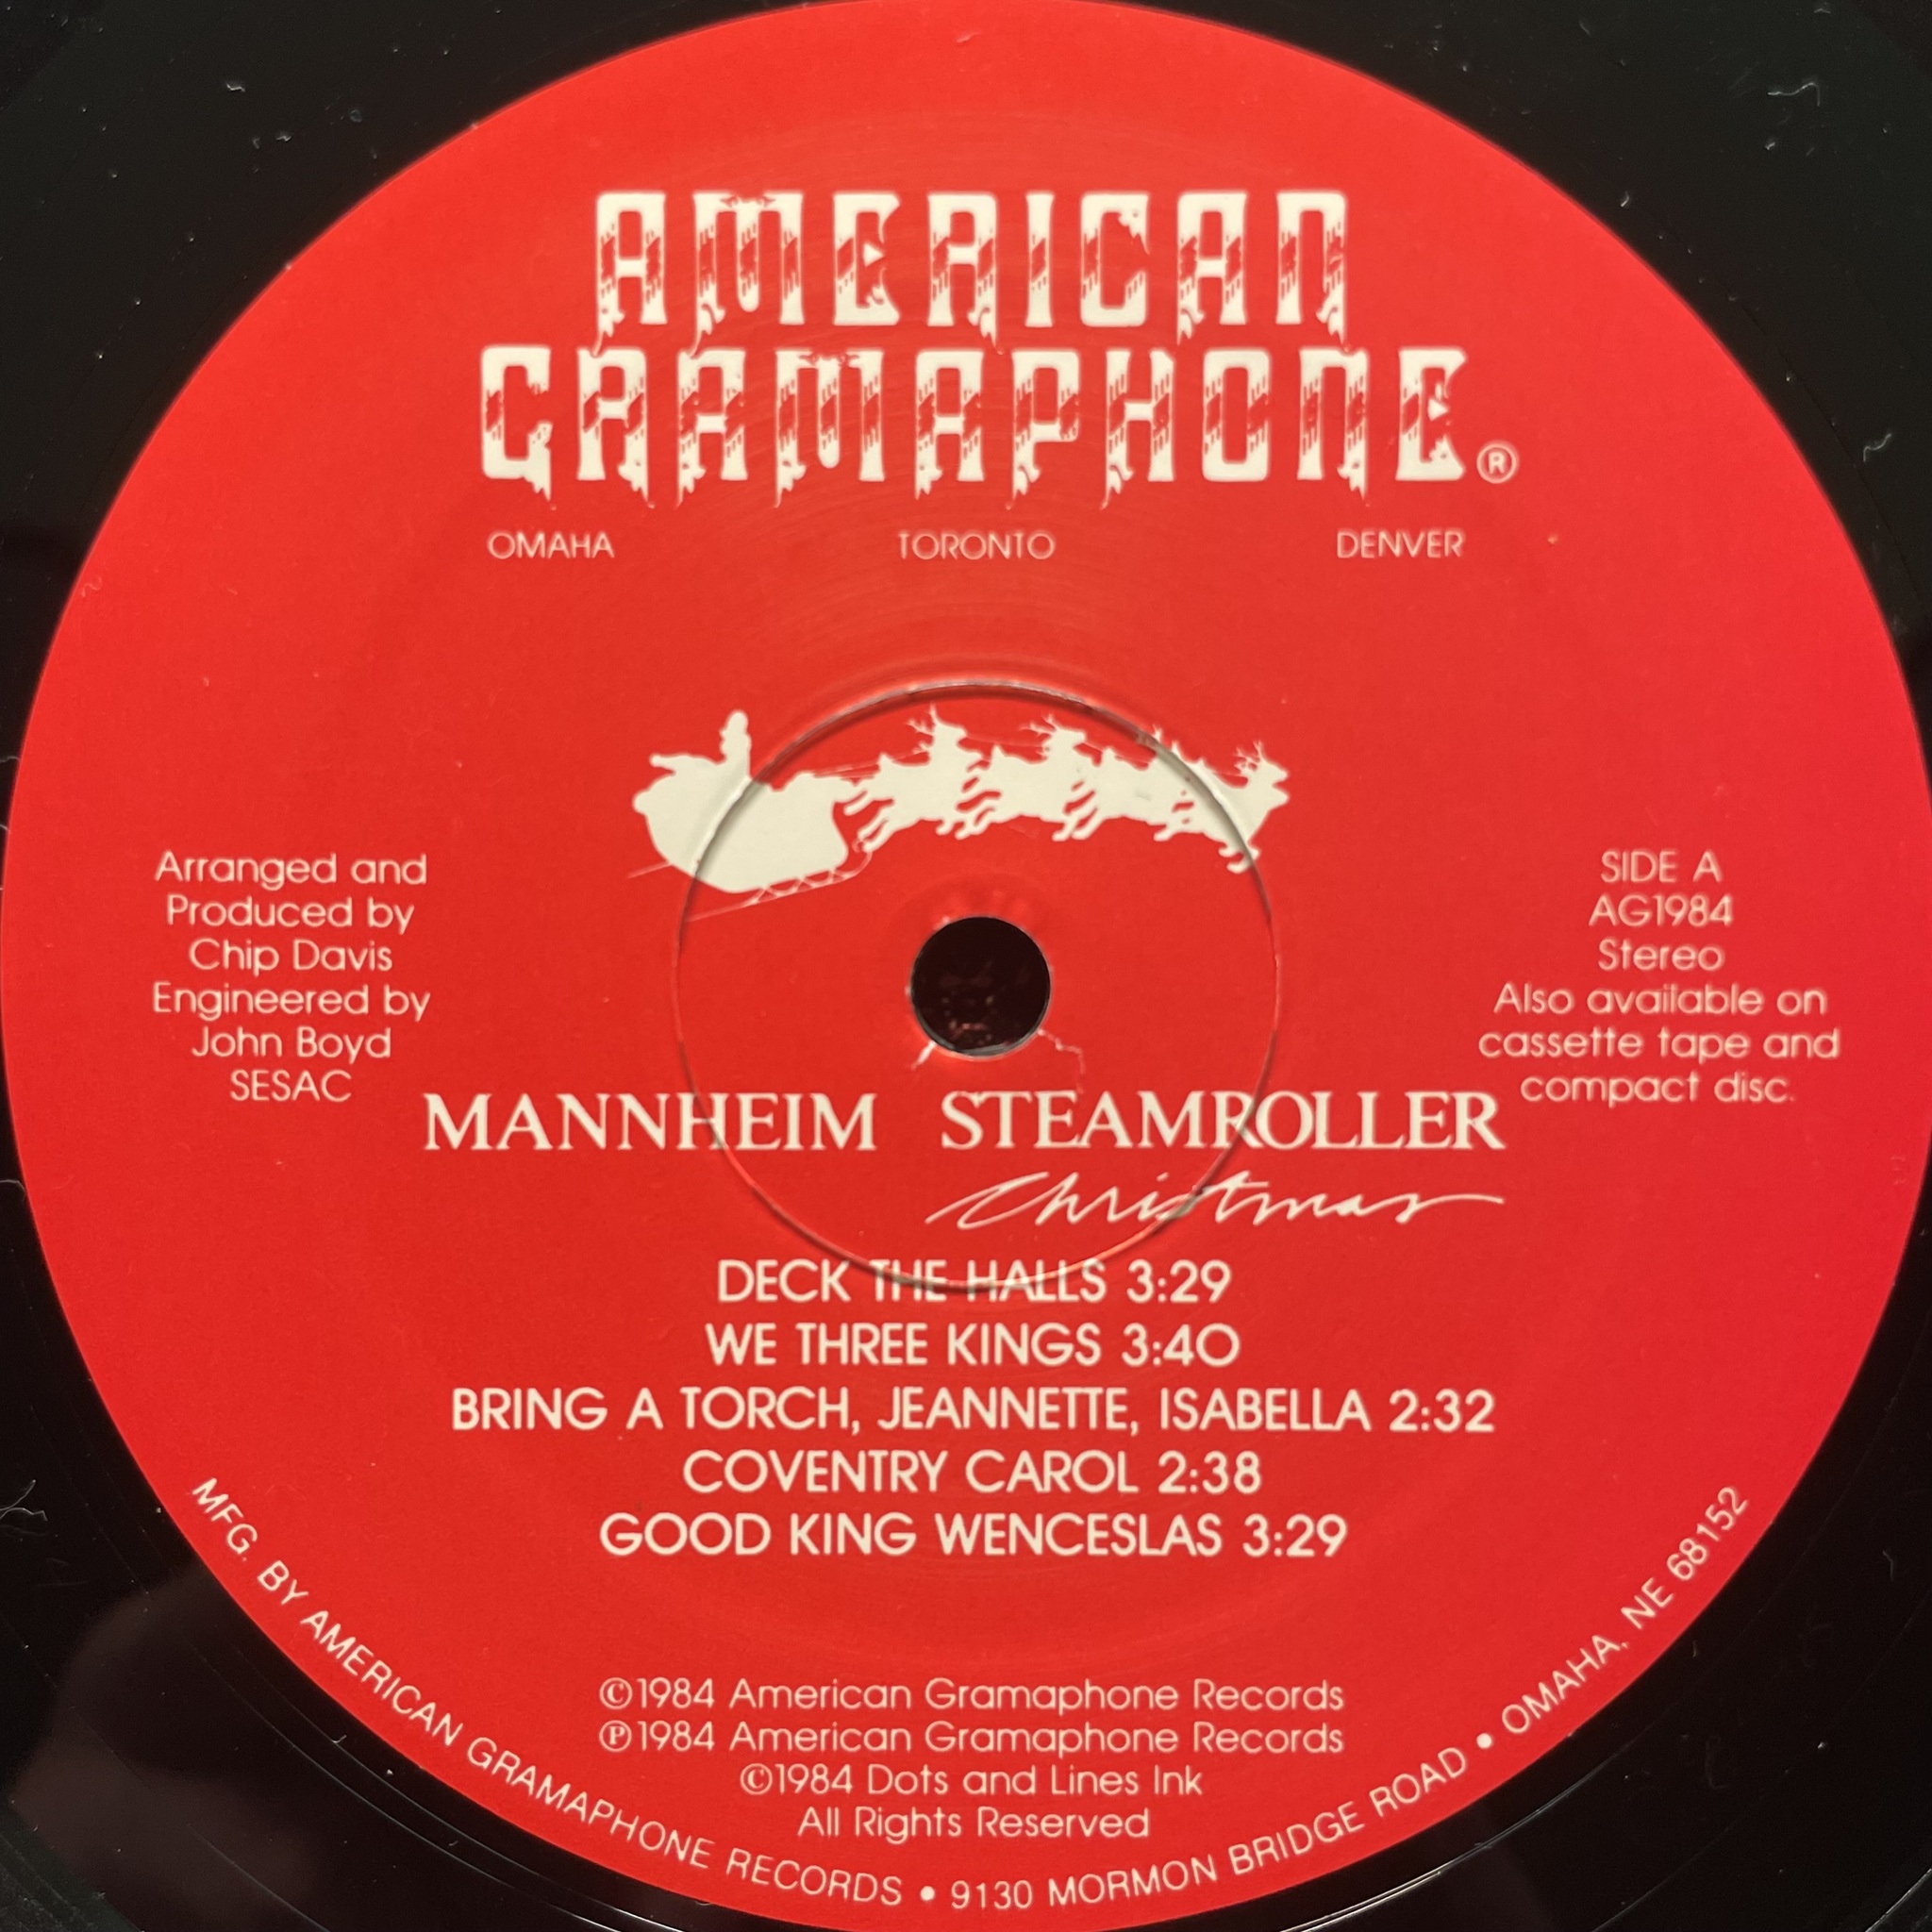 AMERICAN
GRAMAPHONE®
OMAHA TORONTO DENVER
Arranged and
Produced by
Chip Davis
Engineered by
John Boyd
SESAC
SIDE A
AG1984
Stereo
Also available on
cassette tape and
compact disc.
MANNHEIM STEAMROLLER
Christmas
DECK THE HALLS 3:29
WE THREE KINGS 3:40
BRING A TORCH, JEANNETTE, ISABELLA 2:32
COVENTRY CAROL 2:38
GOOD KING WENCESLAS 3:29
©1984 American Gramaphone Records
℗1984 American Gramaphone Records
©1984 Dots and Lines Ink
All Rights Reserved
MFG. BY AMERICAN GRAMAPHONE RECORDS • 9130 MORMON BRIDGE ROAD • OMAHA, NE 68152